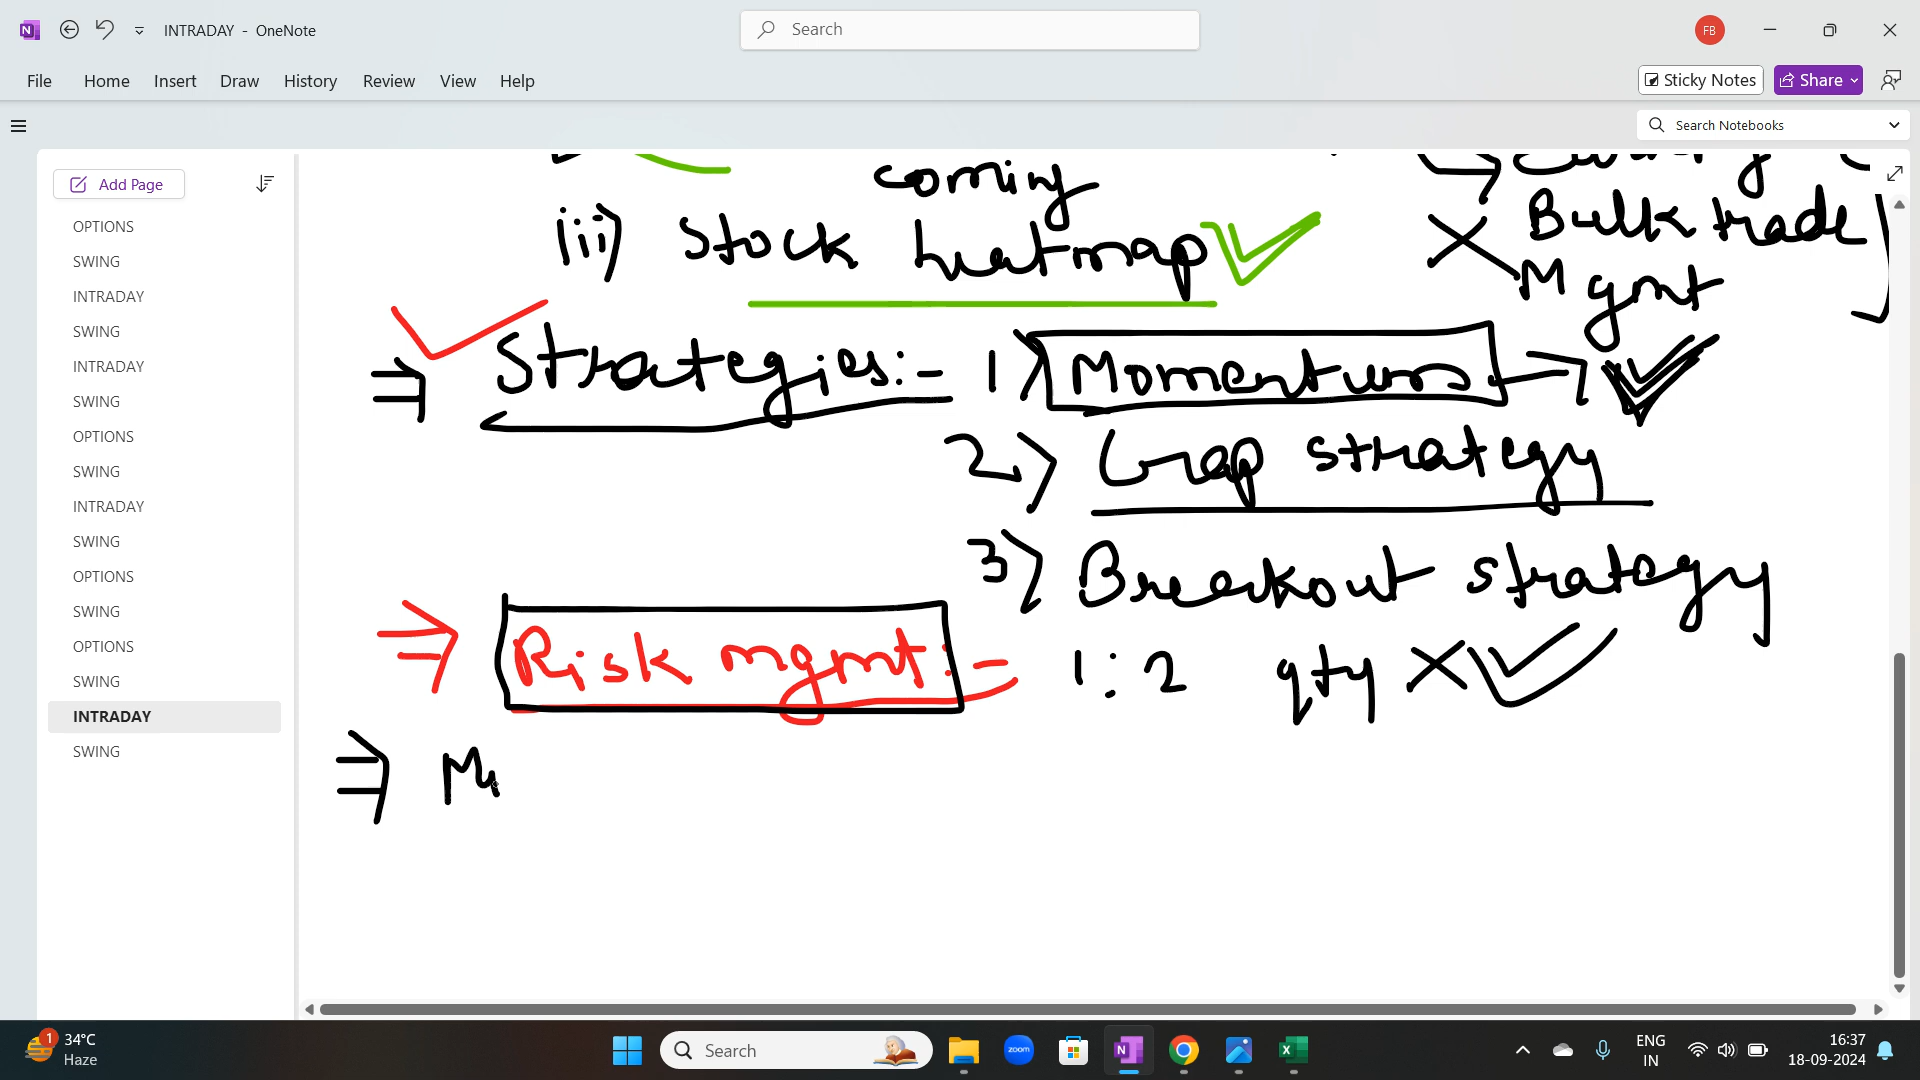 INTRADAY - OneNote
Search
FB
File Home Insert Draw History Review View Help
Sticky Notes
Share
Search Notebooks
Add Page
OPTIONS
SWING
INTRADAY
SWING
INTRADAY
SWING
OPTIONS
SWING
INTRADAY
SWING
OPTIONS
SWING
OPTIONS
SWING
INTRADAY
SWING
coming
(iii) Stock heatmap
Bulk trade
Mgmt
⇒ Strategies:- 1) Momentum
2) Gap strategy
3) Breakout strategy
⇒ Risk mgmt:- 1:2 qty
⇒
1
34°C
Haze
Search
zoom
ENG
IN
16:37
18-09-2024